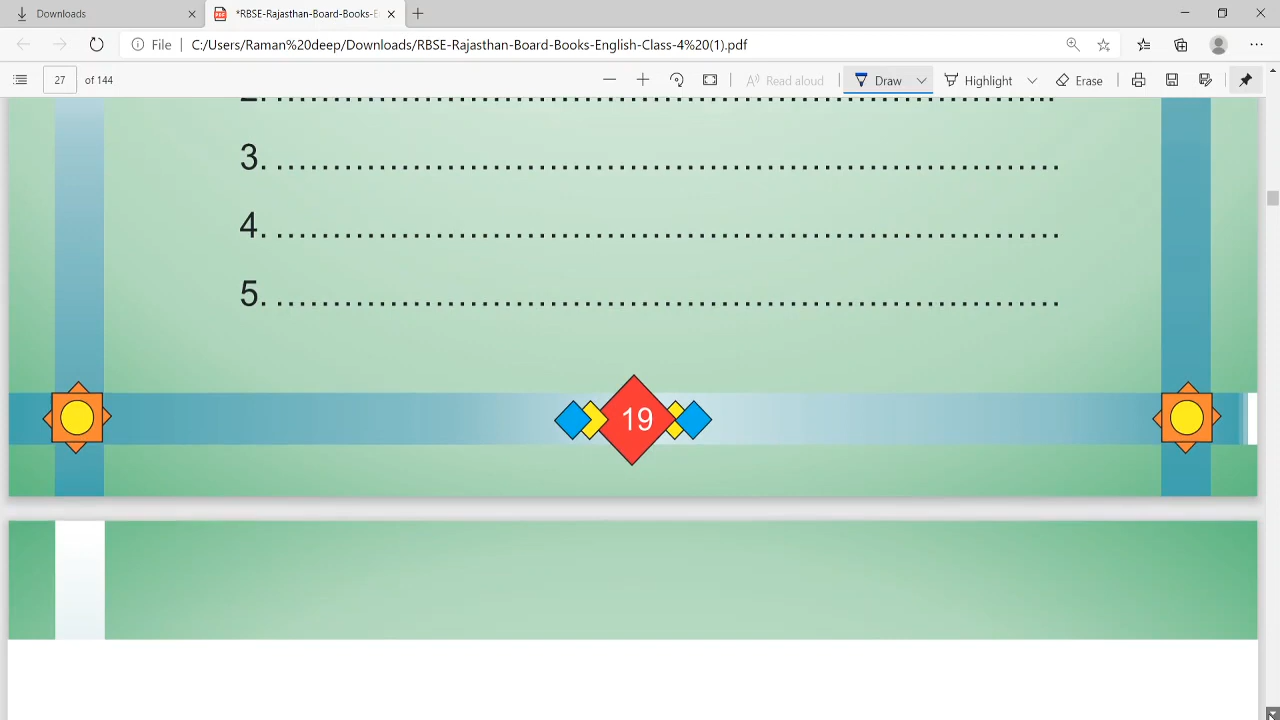 Downloads
*RBSE-Rajasthan-Board-Books-E
File | C:/Users/Raman%20deep/Downloads/RBSE-Rajasthan-Board-Books-English-Class-4%20(1).pdf
27 of 144
Read aloud
Draw
Highlight
Erase
3. ......................................................................
4. ......................................................................
5. ......................................................................
19